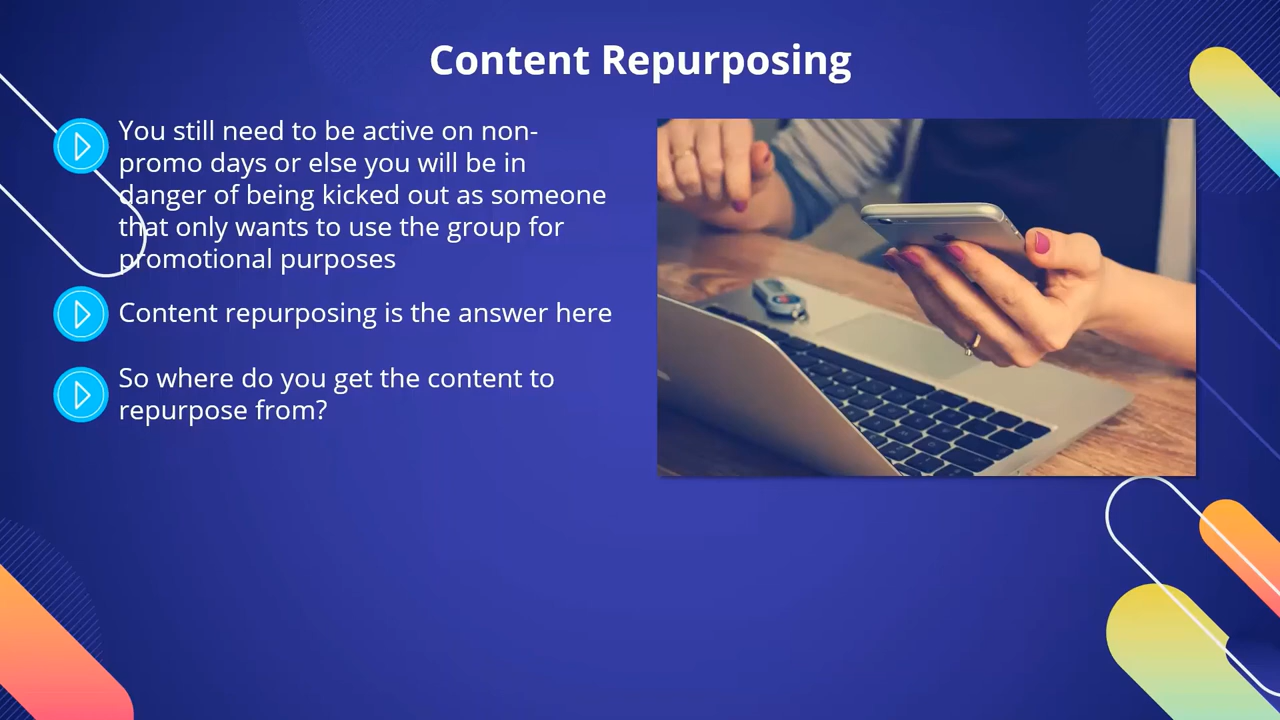 Content Repurposing
You still need to be active on non-
promo days or else you will be in
danger of being kicked out as someone
that only wants to use the group for
promotional purposes
Content repurposing is the answer here
So where do you get the content to
repurpose from?